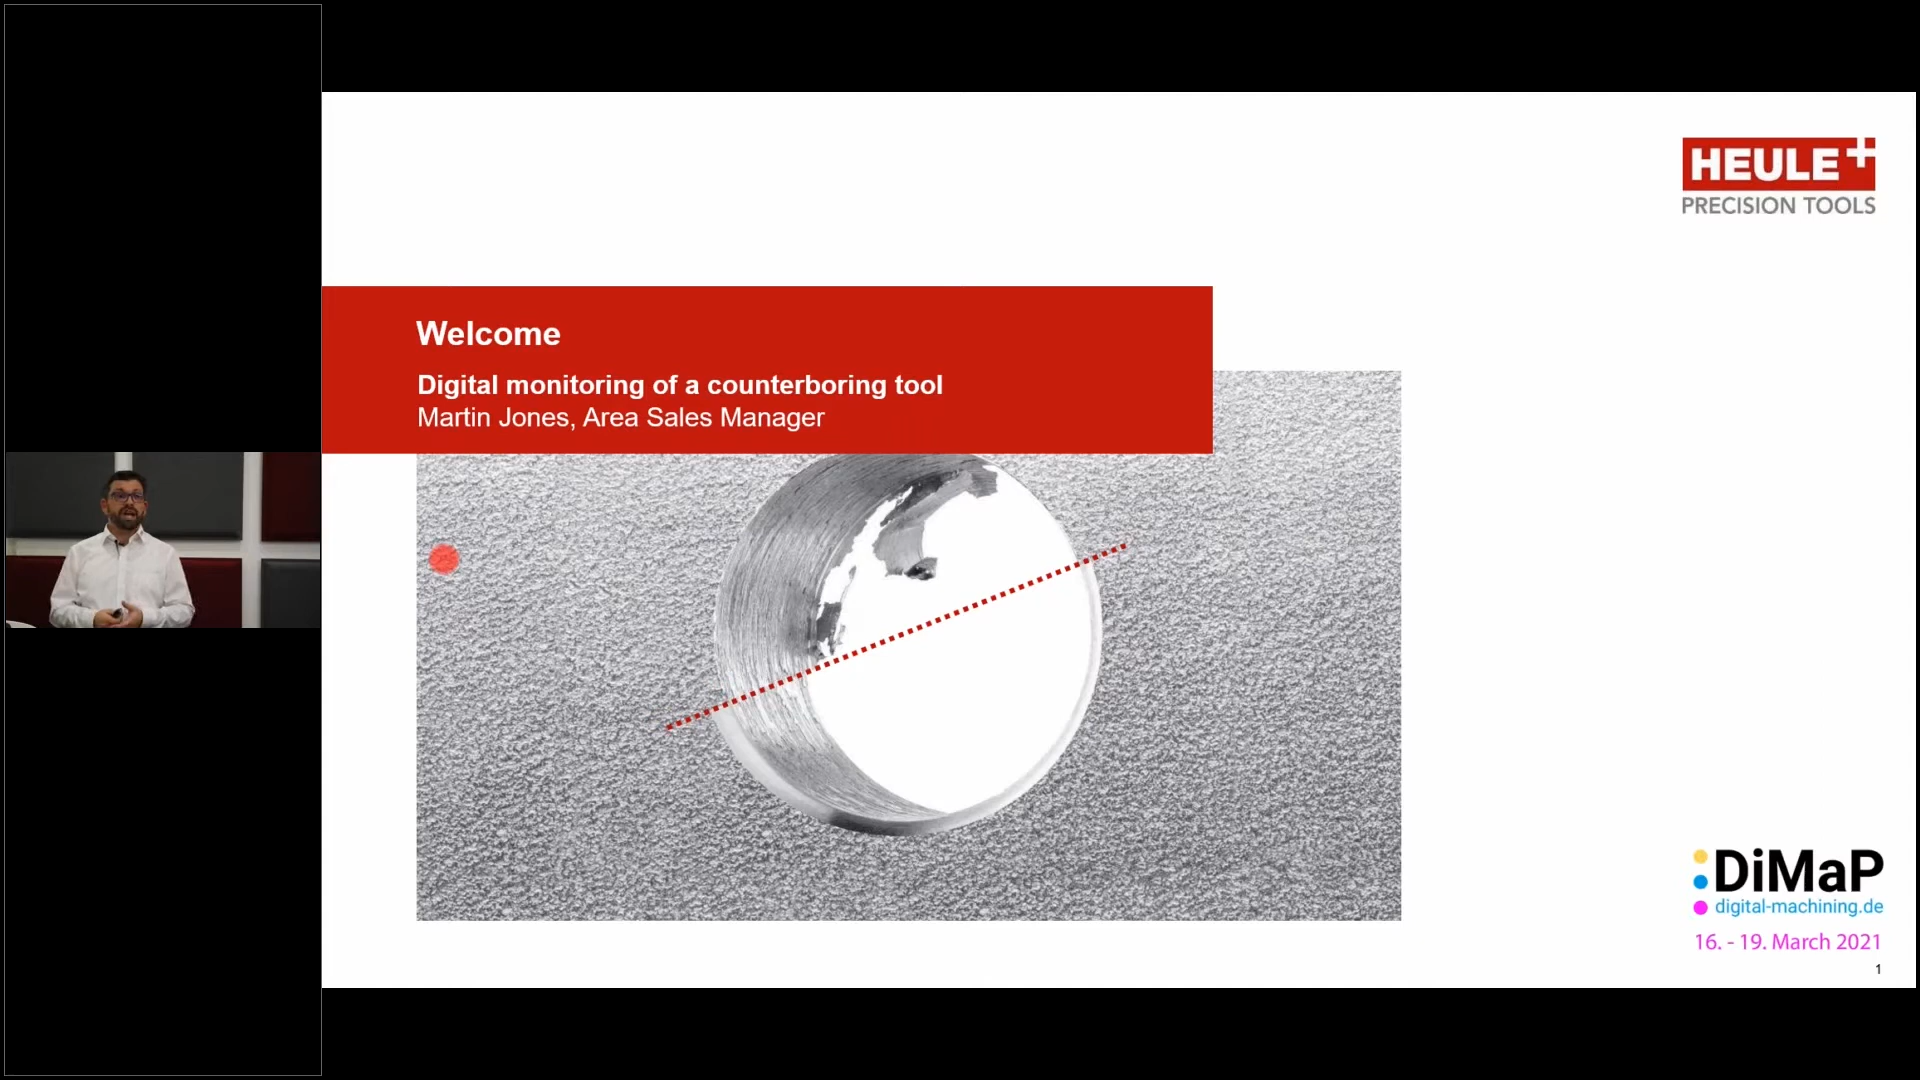 HEULE
PRECISION TOOLS
Welcome
Digital monitoring of a counterboring tool
Martin Jones, Area Sales Manager
DiMaP
digital-machining.de
16. - 19. March 2021
1